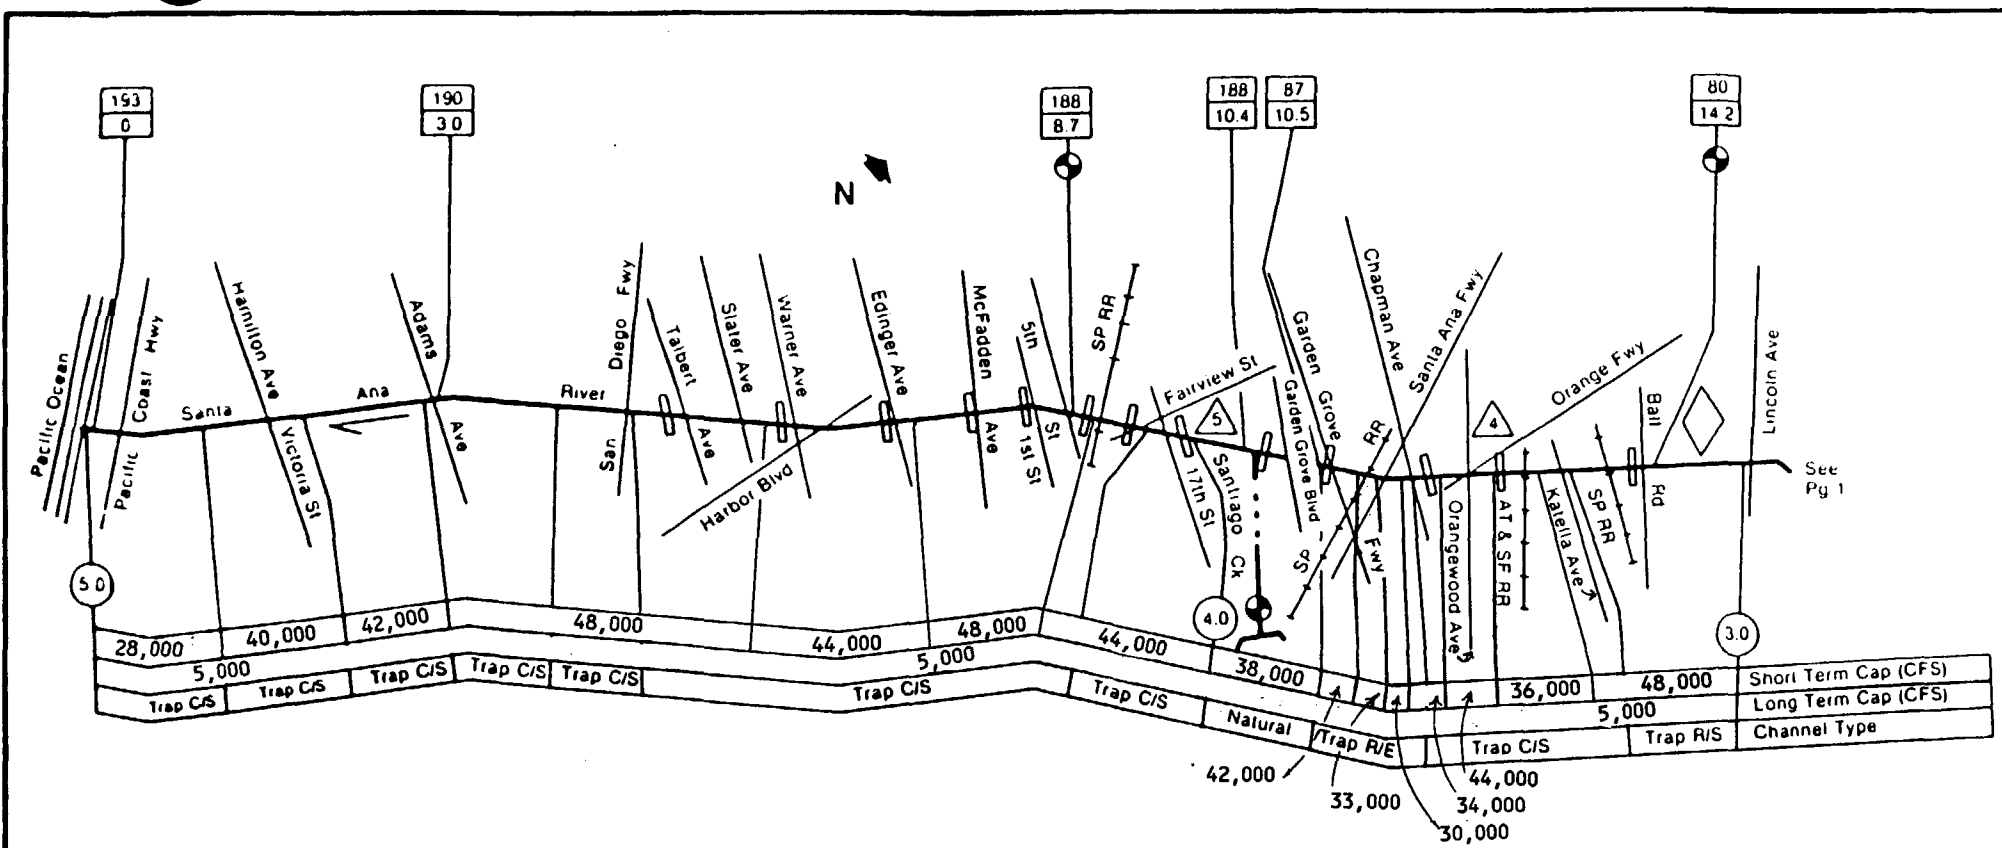 193
0
190
3.0
188
8.7
188
10.4
87
10.5
80
14.2
N
Pacific Ocean
Pacific Coast Hwy
Hamilton Ave
Victoria St
Santa Ana River
Adams Ave
San Diego Fwy
Talbert Ave
Slater Ave
Warner Ave
Harbor Blvd
Edinger Ave
McFadden Ave
1st St
5th St
SP RR
Fairview St
17th St
5
Santiago Ck
Garden Grove Blvd
Garden Grove Fwy
SP RR
Chapman Ave
Santa Ana Fwy
Orangewood Ave
4
Orange Fwy
AT & SF RR
Katella Ave
SP RR
Ball Rd
Lincoln Ave
See
Pg 1
5.0
4.0
3.0
28,000
40,000
42,000
48,000
44,000
48,000
44,000
38,000
36,000
48,000
Short Term Cap (CFS)
5,000
5,000
5,000
Long Term Cap (CFS)
Trap C/S
Trap C/S
Trap C/S
Trap C/S
Trap C/S
Trap C/S
Trap C/S
Natural
Trap R/E
Trap C/S
Trap R/S
Channel Type
42,000
33,000
44,000
34,000
30,000